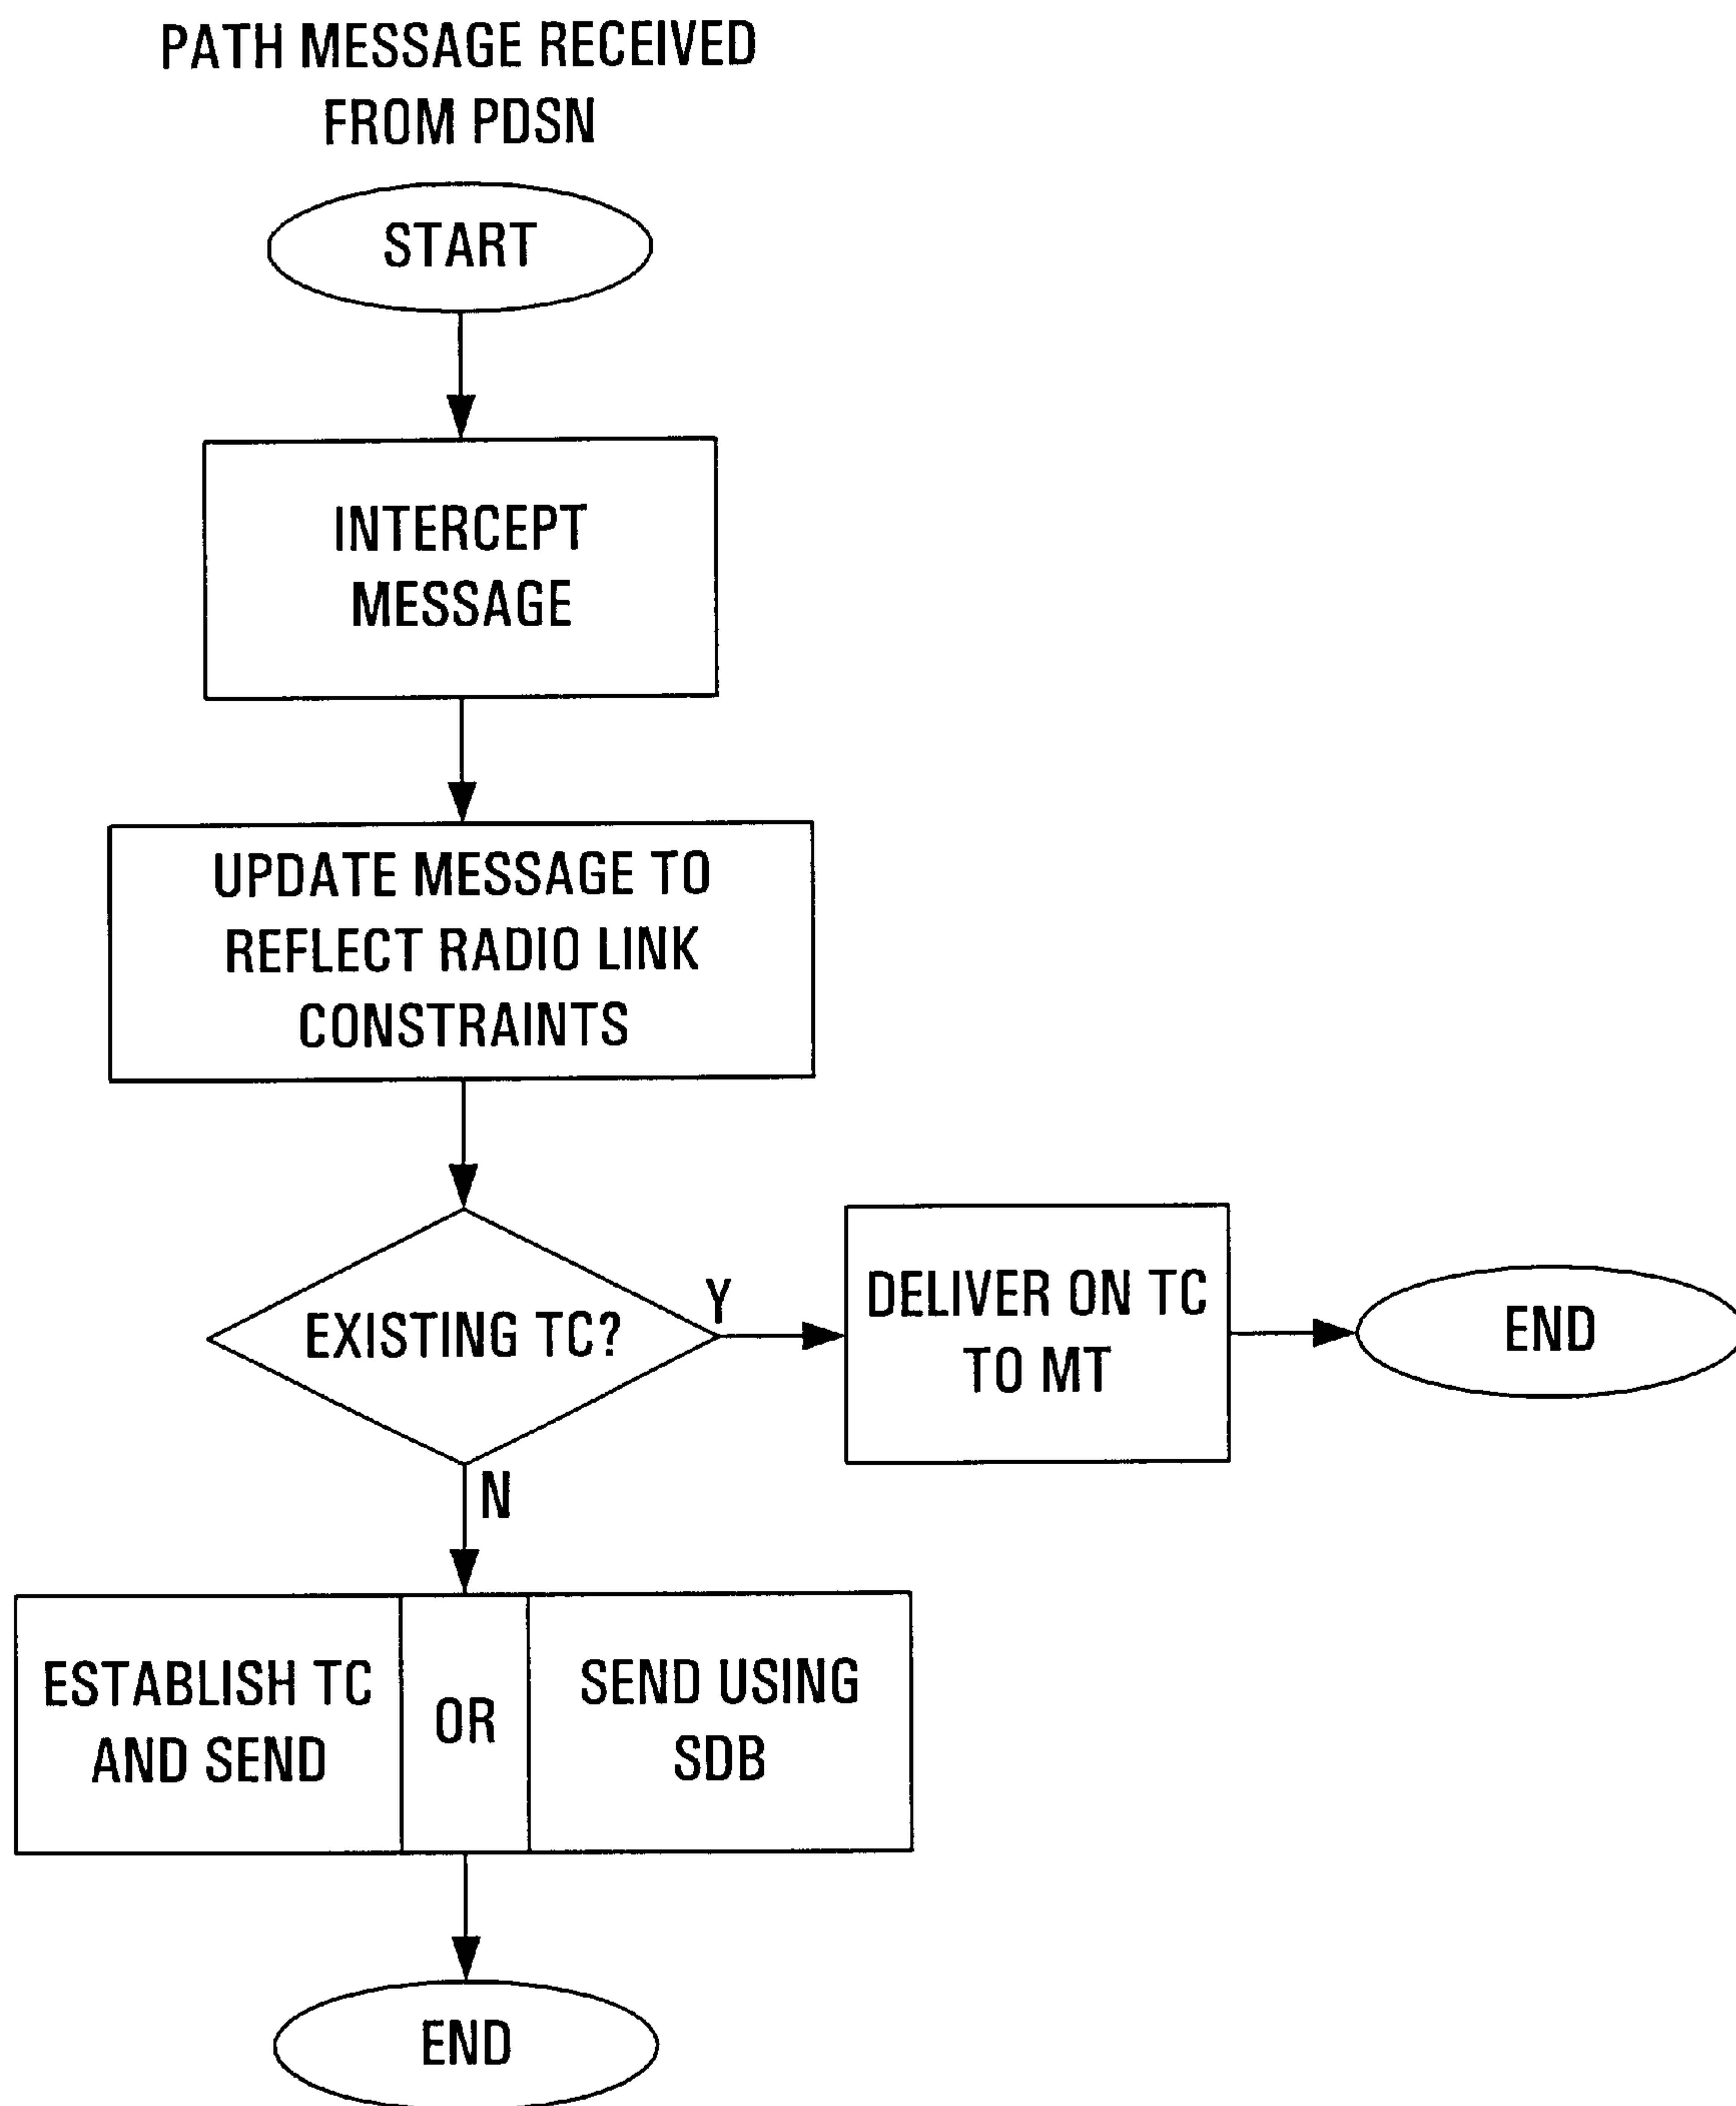 PATH MESSAGE RECEIVED
FROM PDSN
START
INTERCEPT
MESSAGE
UPDATE MESSAGE TO
REFLECT RADIO LINK
CONSTRAINTS
EXISTING TC?
Y
DELIVER ON TC
TO MT
END
N
ESTABLISH TC
AND SEND
OR
SEND USING
SDB
END